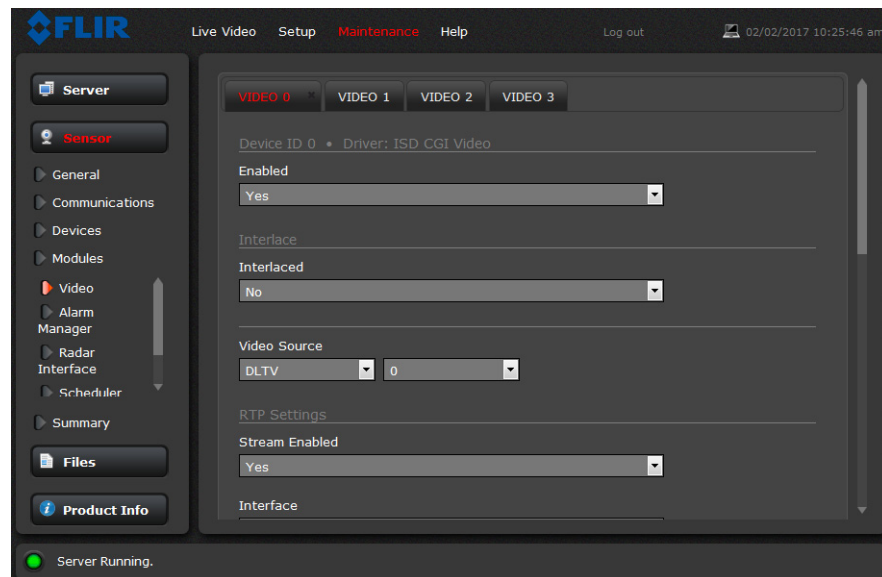 FLIR
Live Video Setup Maintenance Help Log out 02/02/2017 10:25:46 am
Server
Sensor
General
Communications
Devices
Modules
Video
Alarm
Manager
Radar
Interface
Scheduler
Summary
Files
Product Info
VIDEO 0 × VIDEO 1 VIDEO 2 VIDEO 3
Device ID 0 • Driver: ISD CGI Video
Enabled
Yes
Interlace
Interlaced
No
Video Source
DLTV 0
RTP Settings
Stream Enabled
Yes
Interface
Server Running.